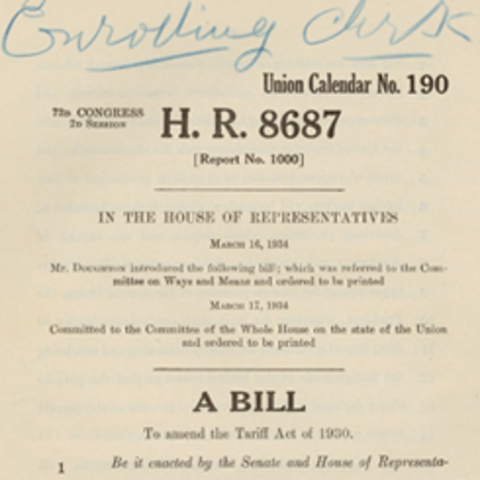 Enrolling Clerk
Union Calendar No. 190
73D CONGRESS
2D SESSION
H. R. 8687
[Report No. 1000]
IN THE HOUSE OF REPRESENTATIVES
MARCH 16, 1934
Mr. DOUGHTON introduced the following bill; which was referred to the Com-
mittee on Ways and Means and ordered to be printed
MARCH 17, 1934
Committed to the Committee of the Whole House on the state of the Union
and ordered to be printed
A BILL
To amend the Tariff Act of 1930.
1 Be it enacted by the Senate and House of Representa-